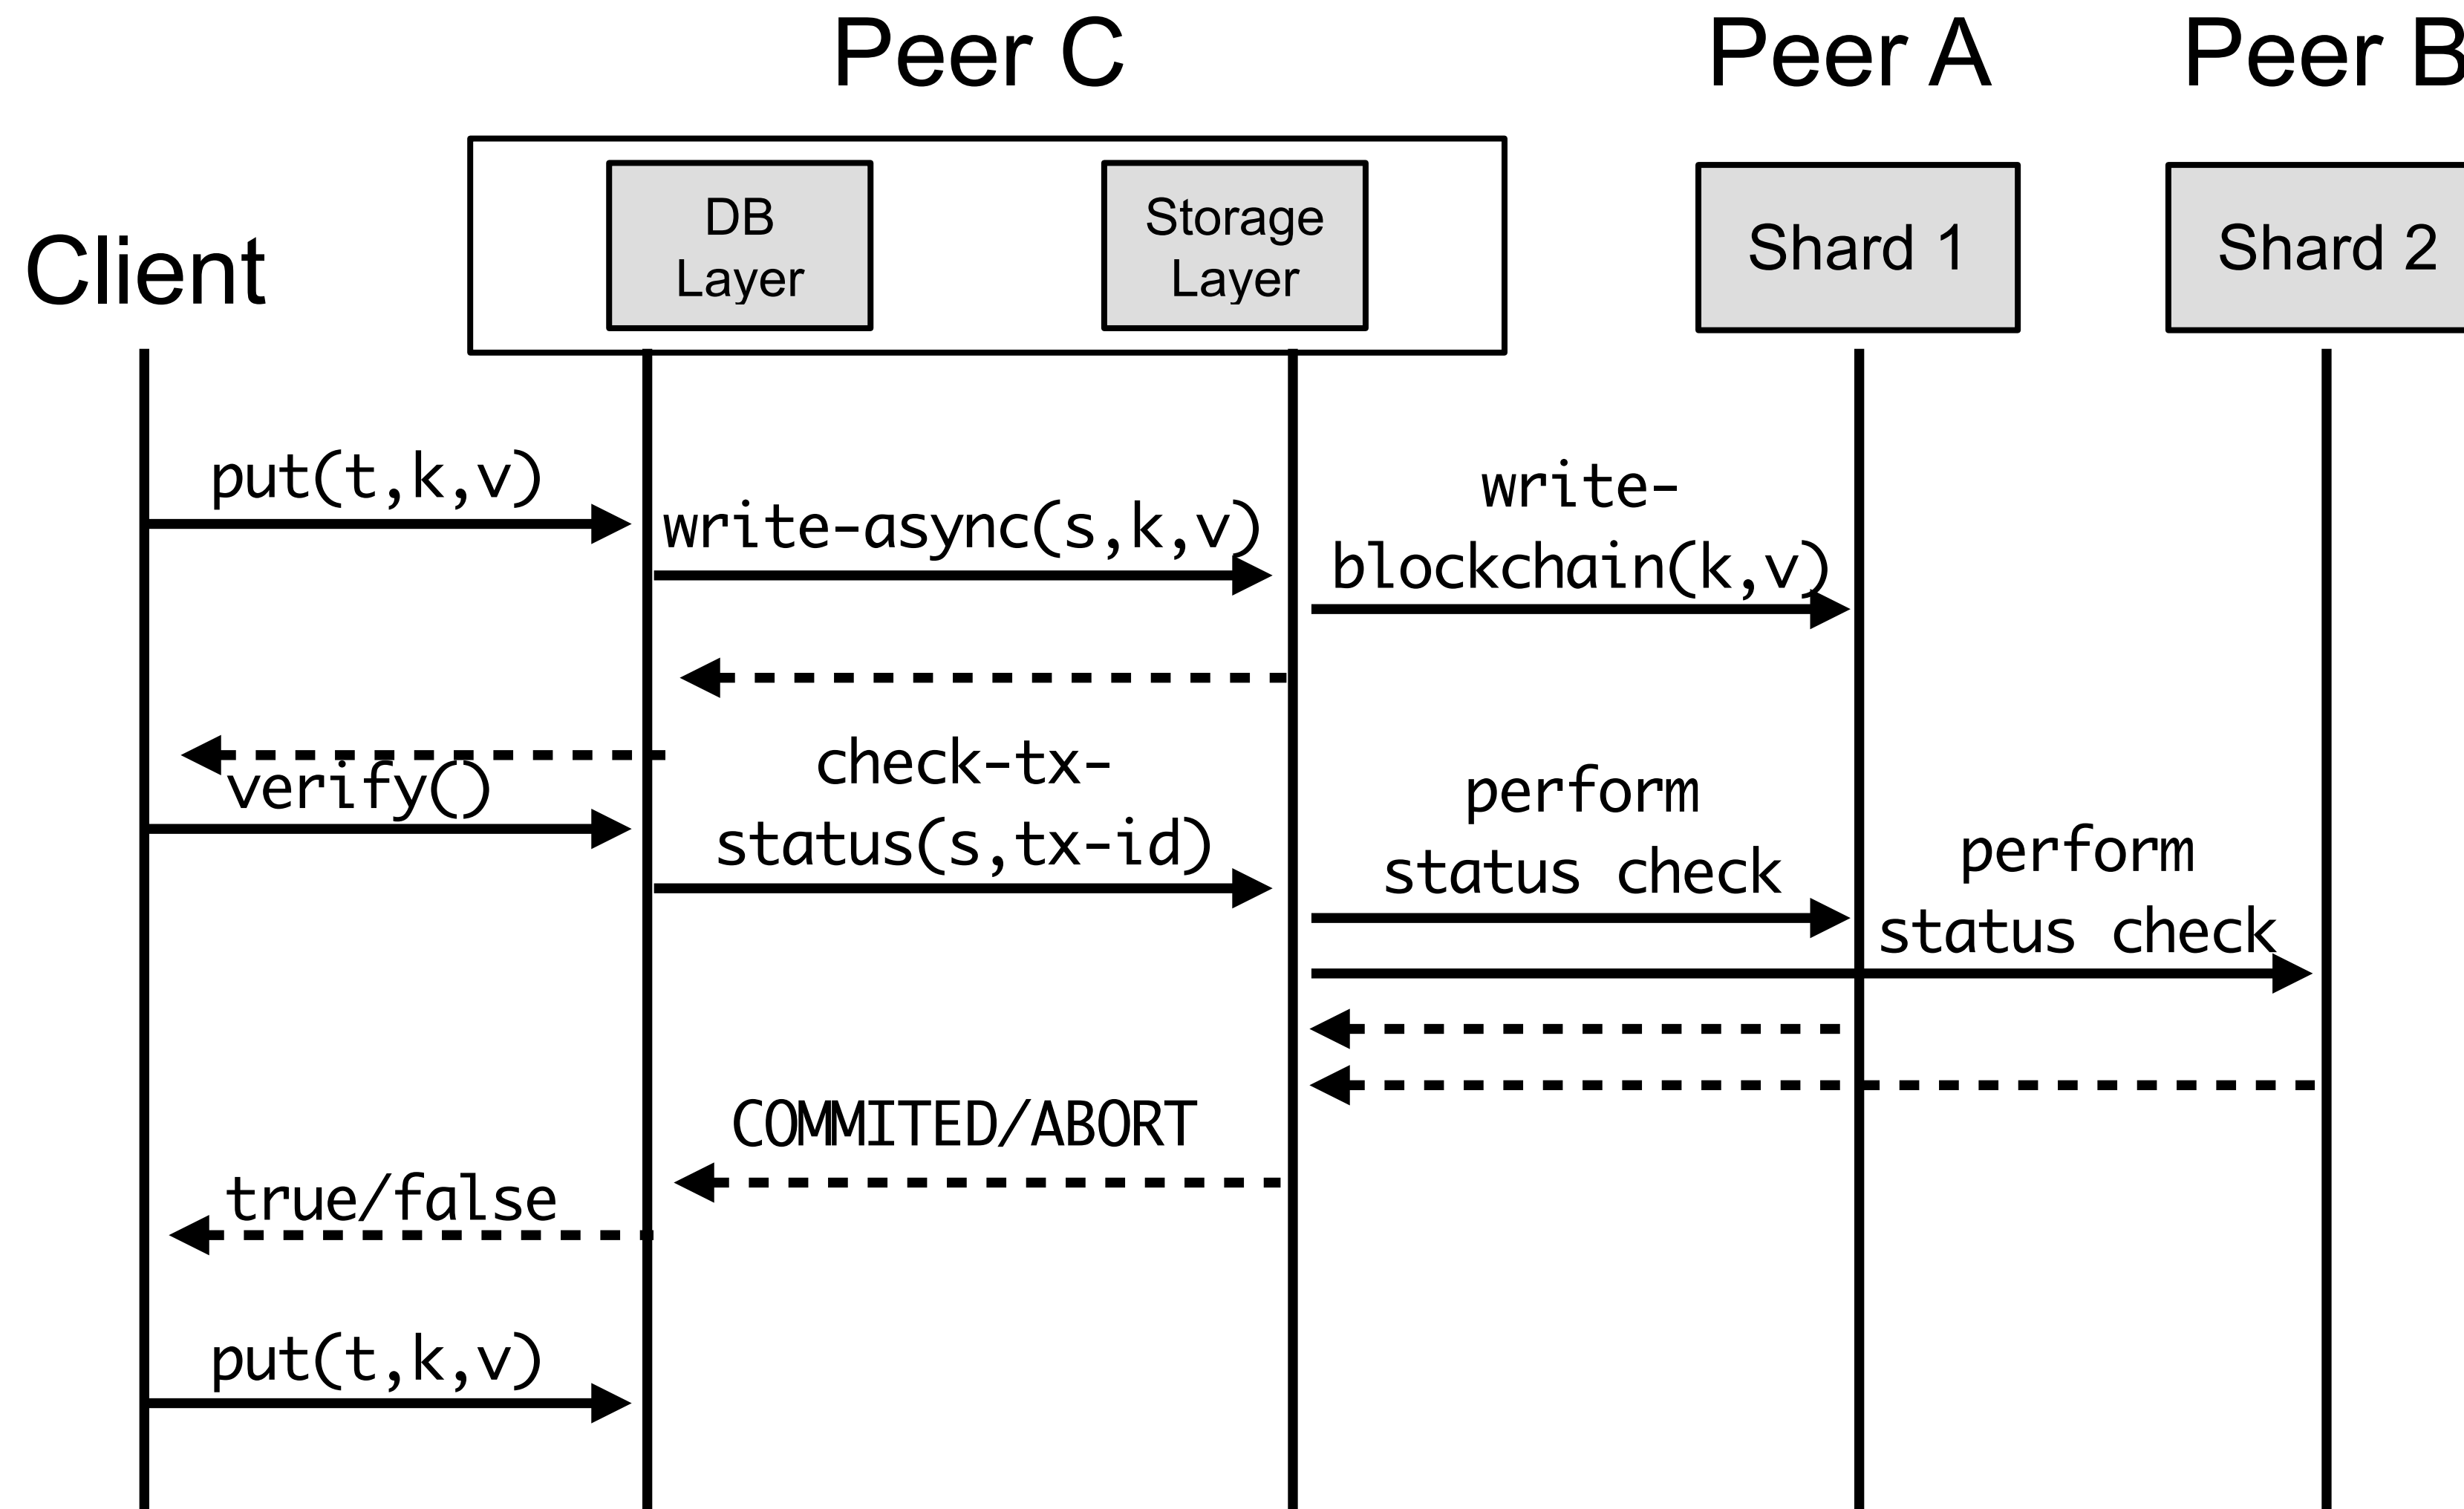 Peer C
Peer A
Peer B
Client
DB
Layer
Storage
Layer
Shard 1
Shard 2
put(t,k,v)
write-async(s,k,v)
write-
blockchain(k,v)
verify()
check-tx-
status(s,tx-id)
perform
status check
perform
status check
COMMITED/ABORT
true/false
put(t,k,v)